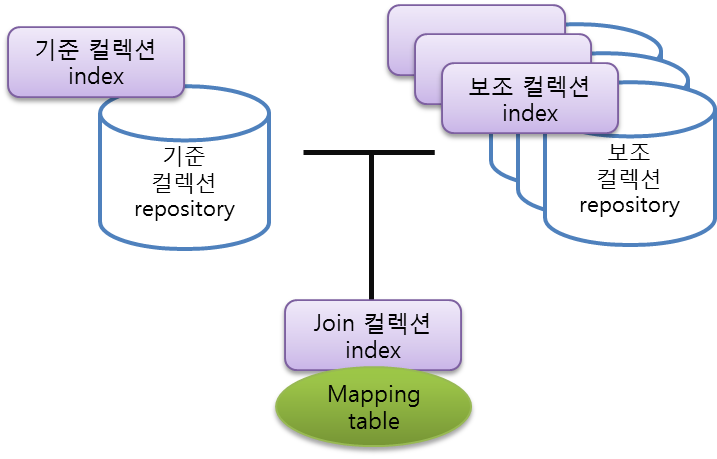 기준 컬렉션
index
기준
컬렉션
repository
보조 컬렉션
index
보조
컬렉션
repository
Join 컬렉션
index
Mapping
table